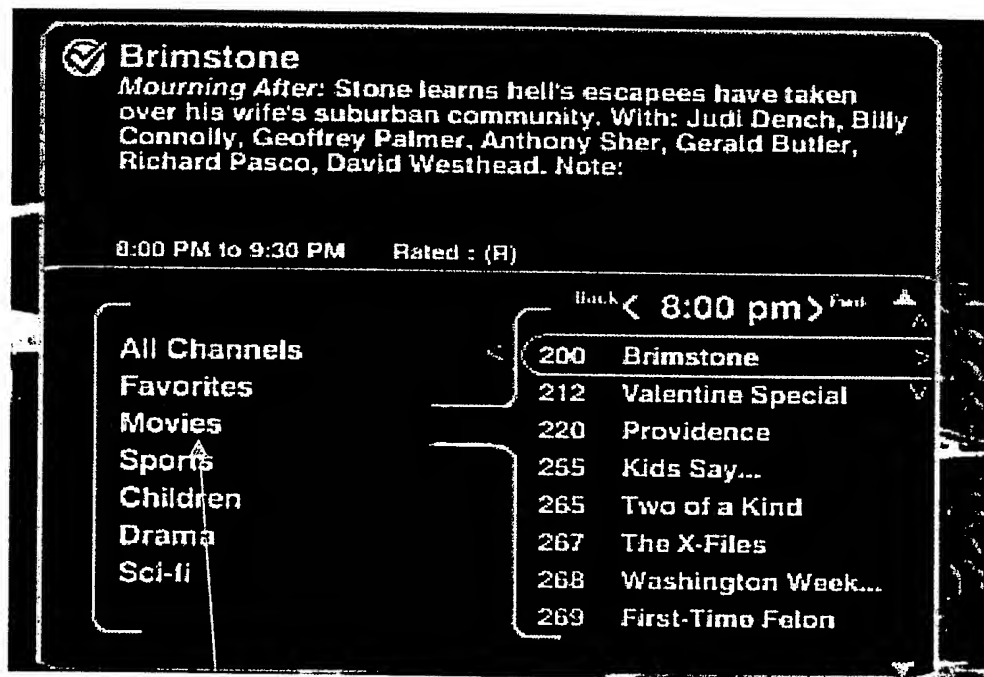 Brimstone
Mourning After: Stone learns hell's escapees have taken
over his wife's suburban community. With: Judi Dench, Billy
Connolly, Geoffrey Palmer, Anthony Sher, Gerald Butler,
Richard Pasco, David Westhead. Note:
8:00 PM to 9:30 PM Rated : (R)
Back < 8:00 pm > Fwd
All Channels
Favorites
Movies
Sports
Children
Drama
Sci-fi
200 Brimstone
212 Valentine Special
220 Providence
255 Kids Say...
265 Two of a Kind
267 The X-Files
268 Washington Week...
269 First-Time Felon